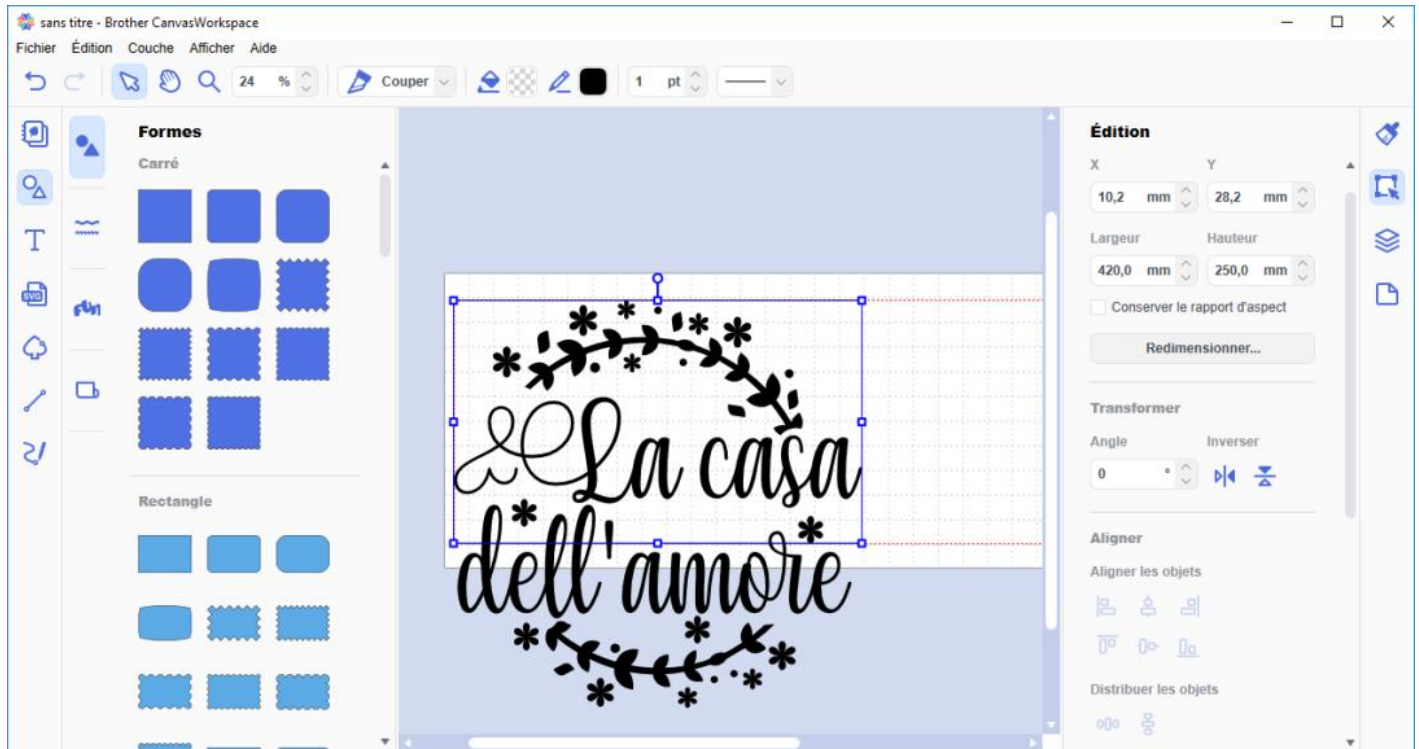 sans titre - Brother CanvasWorkspace
Fichier Édition Couche Afficher Aide
24 % Couper 1 pt
Formes
Carré
Rectangle
T
SVG
fun
La casa
dell'amore
Édition
X Y
10,2 mm 28,2 mm
Largeur Hauteur
420,0 mm 250,0 mm
Conserver le rapport d'aspect
Redimensionner...
Transformer
Angle Inverser
0 °
Aligner
Aligner les objets
Distribuer les objets